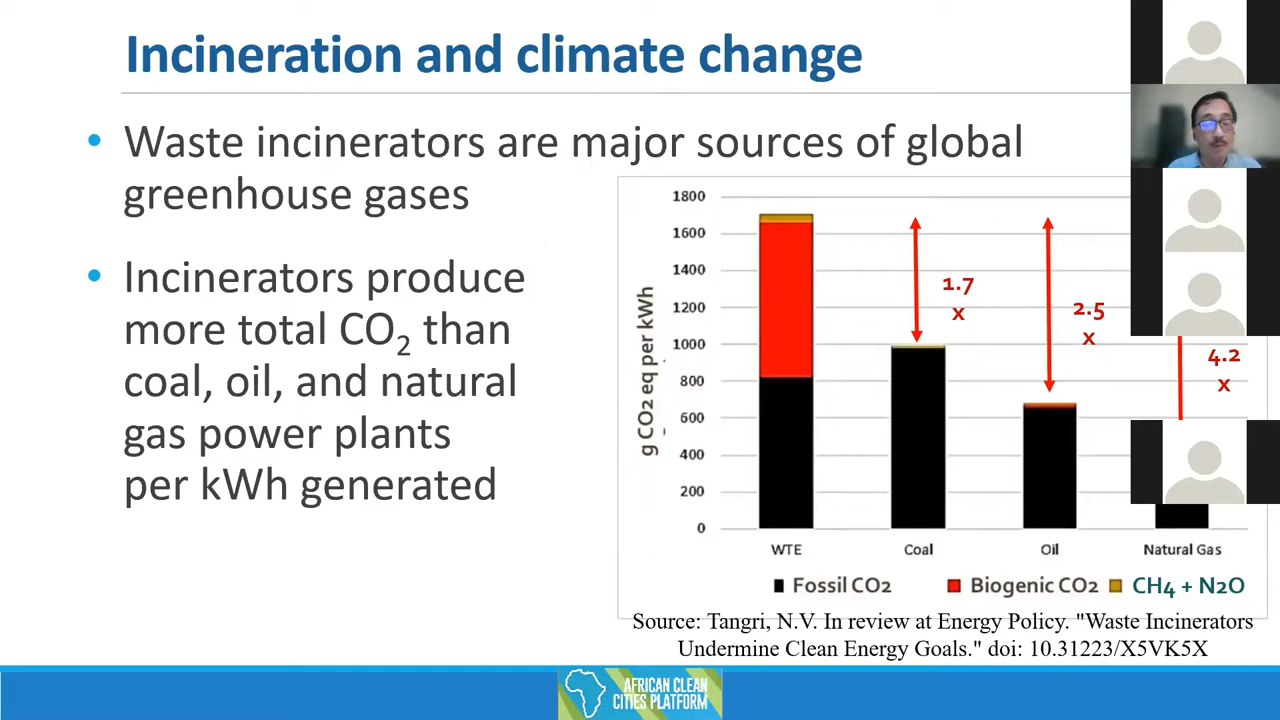 Incineration and climate change
• Waste incinerators are major sources of global
greenhouse gases
• Incinerators produce
more total CO₂ than
coal, oil, and natural
gas power plants
per kWh generated
g CO2 eq per kWh
1800
1600
1400
1200
1000
800
600
400
200
0
1.7
x
2.5
x
4.2
x
WTE
Coal
Oil
Natural Gas
Fossil CO2
Biogenic CO2
CH4 + N2O
Source: Tangri, N.V. In review at Energy Policy. "Waste Incinerators
Undermine Clean Energy Goals." doi: 10.31223/X5VK5X
AFRICAN CLEAN
CITIES PLATFORM